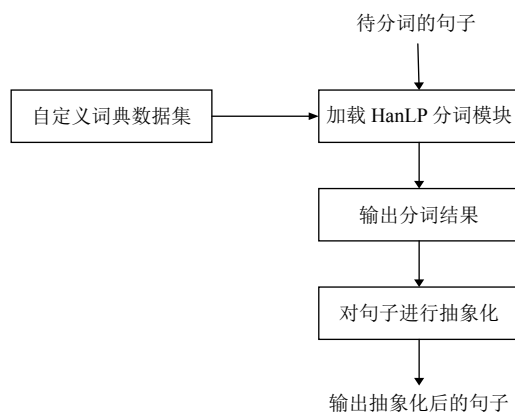 待分词的句子
自定义词典数据集
加载 HanLP 分词模块
输出分词结果
对句子进行抽象化
输出抽象化后的句子